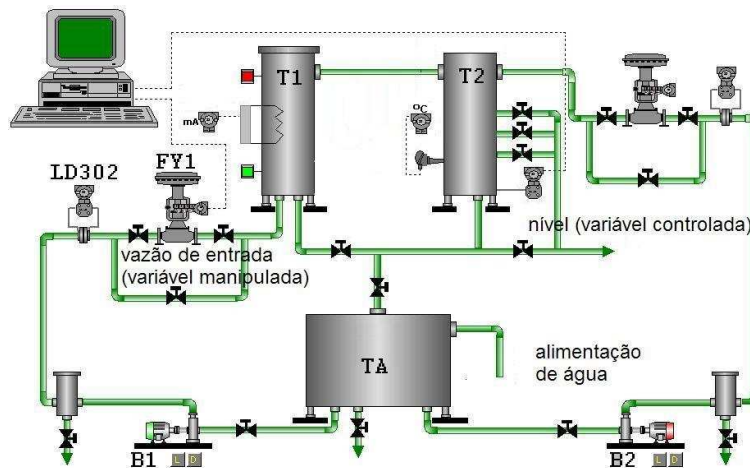 T1
T2
mA
ºC
LD302
FY1
vazão de entrada
(variável manipulada)
nível (variável controlada)
TA
alimentação
de água
B1
L D
B2
L D